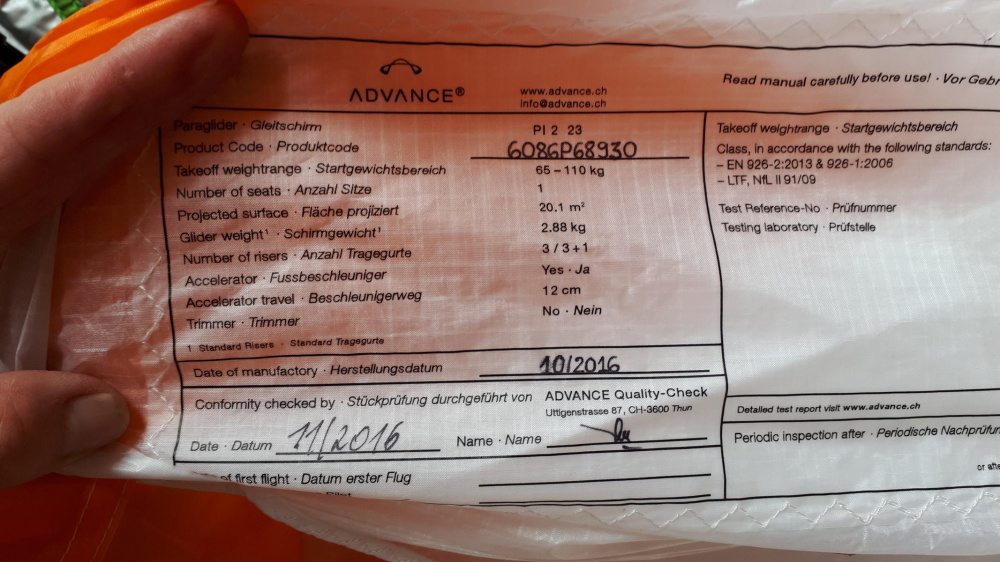 ADVANCE®
www.advance.ch
info@advance.ch
Read manual carefully before use! · Vor Gebr
Paraglider · Gleitschirm PI 2 23
Product Code · Produktcode 6086P68930
Takeoff weightrange · Startgewichtsbereich 65 – 110 kg
Number of seats · Anzahl Sitze 1
Projected surface · Fläche projiziert 20.1 m²
Glider weight¹ · Schirmgewicht¹ 2.88 kg
Number of risers · Anzahl Tragegurte 3 / 3 + 1
Accelerator · Fussbeschleuniger Yes · Ja
Accelerator travel · Beschleunigerweg 12 cm
Trimmer · Trimmer No · Nein
1 Standard Risers · Standard Tragegurte
Date of manufactory · Herstellungsdatum 10/2016
Conformity checked by · Stückprüfung durchgeführt von ADVANCE Quality-Check
Uttigenstrasse 87, CH-3600 Thun
Date · Datum 11/2016 Name · Name
of first flight · Datum erster Flug
Takeoff weightrange · Startgewichtsbereich
Class, in accordance with the following standards:
– EN 926-2:2013 & 926-1:2006
– LTF, NfL II 91/09
Test Reference-No · Prüfnummer
Testing laboratory · Prüfstelle
Detailed test report visit www.advance.ch
Periodic inspection after · Periodische Nachprüfun
or afte